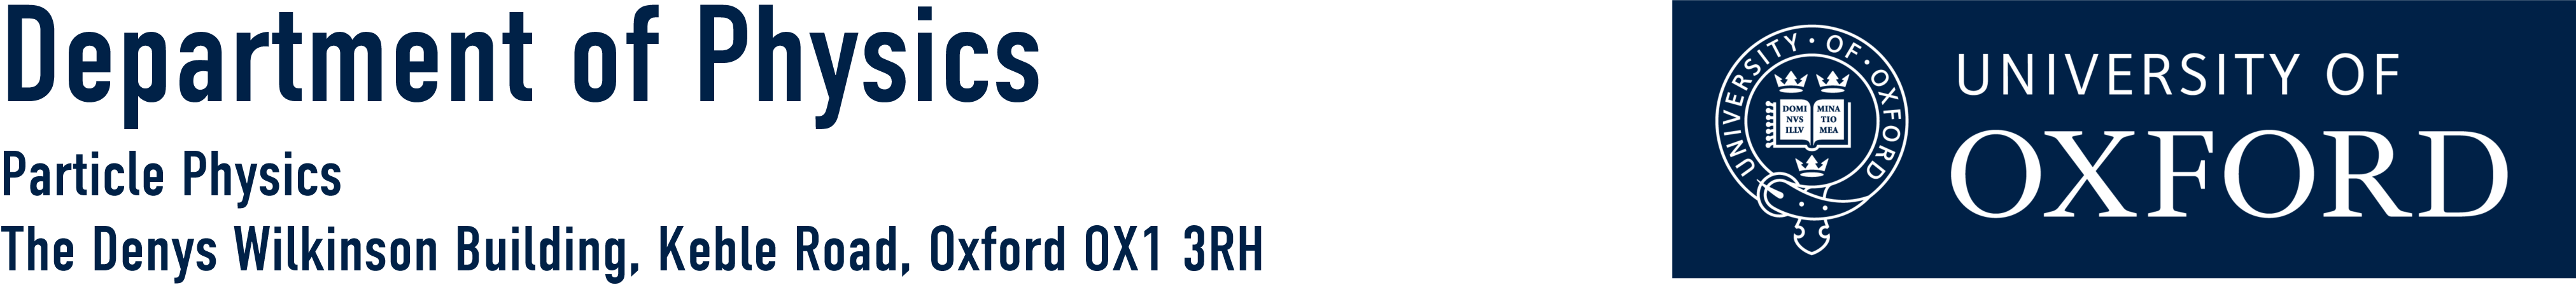 Department of Physics
Particle Physics
The Denys Wilkinson Building, Keble Road, Oxford OX1 3RH
UNIVERSITY · OF · OXFORD
DOMI MINA
NVS TIO
ILLV MEA
UNIVERSITY OF
OXFORD